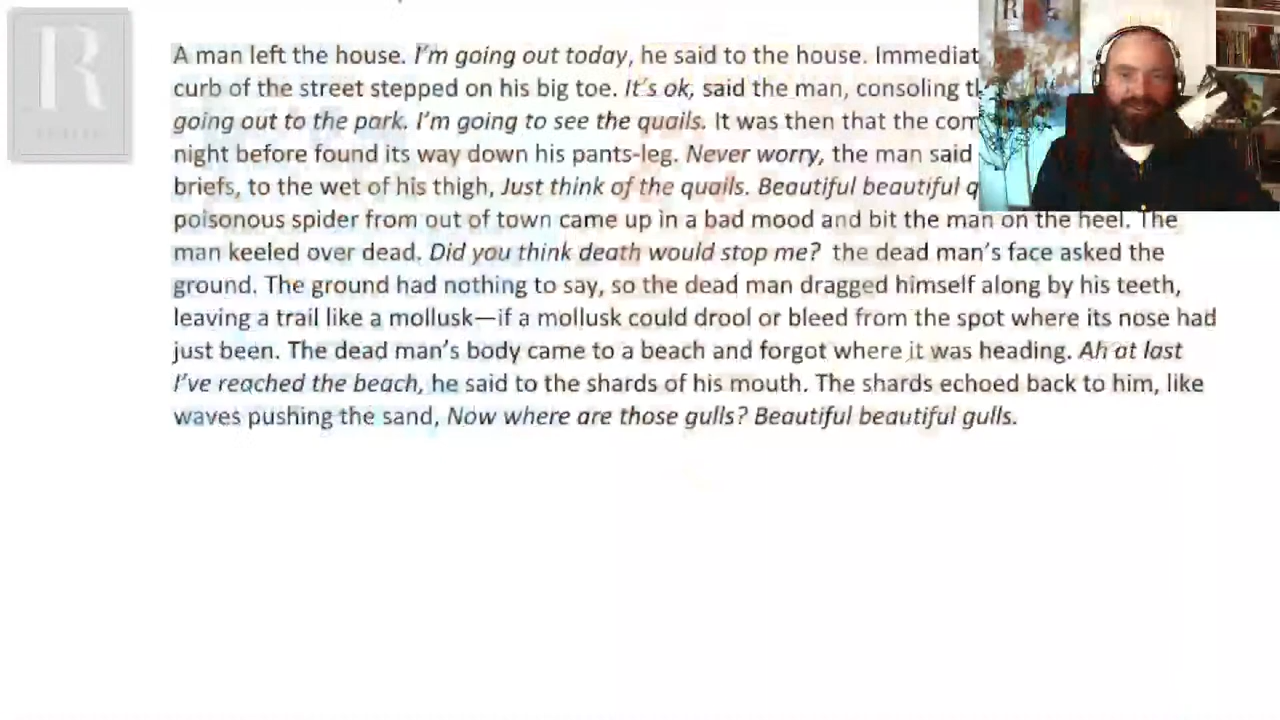 R
A man left the house. I'm going out today, he said to the house. Immediat
curb of the street stepped on his big toe. It's ok, said the man, consoling
going out to the park. I'm going to see the quails. It was then that the
night before found its way down his pants-leg. Never worry, the man said
briefs, to the wet of his thigh, Just think of the quails. Beautiful beautiful q
poisonous spider from out of town came up in a bad mood and bit the man on the heel. The
man keeled over dead. Did you think death would stop me? the dead man's face asked the
ground. The ground had nothing to say, so the dead man dragged himself along by his teeth,
leaving a trail like a mollusk—if a mollusk could drool or bleed from the spot where its nose had
just been. The dead man's body came to a beach and forgot where it was heading. Ah at last
I've reached the beach, he said to the shards of his mouth. The shards echoed back to him, like
waves pushing the sand, Now where are those gulls? Beautiful beautiful gulls.